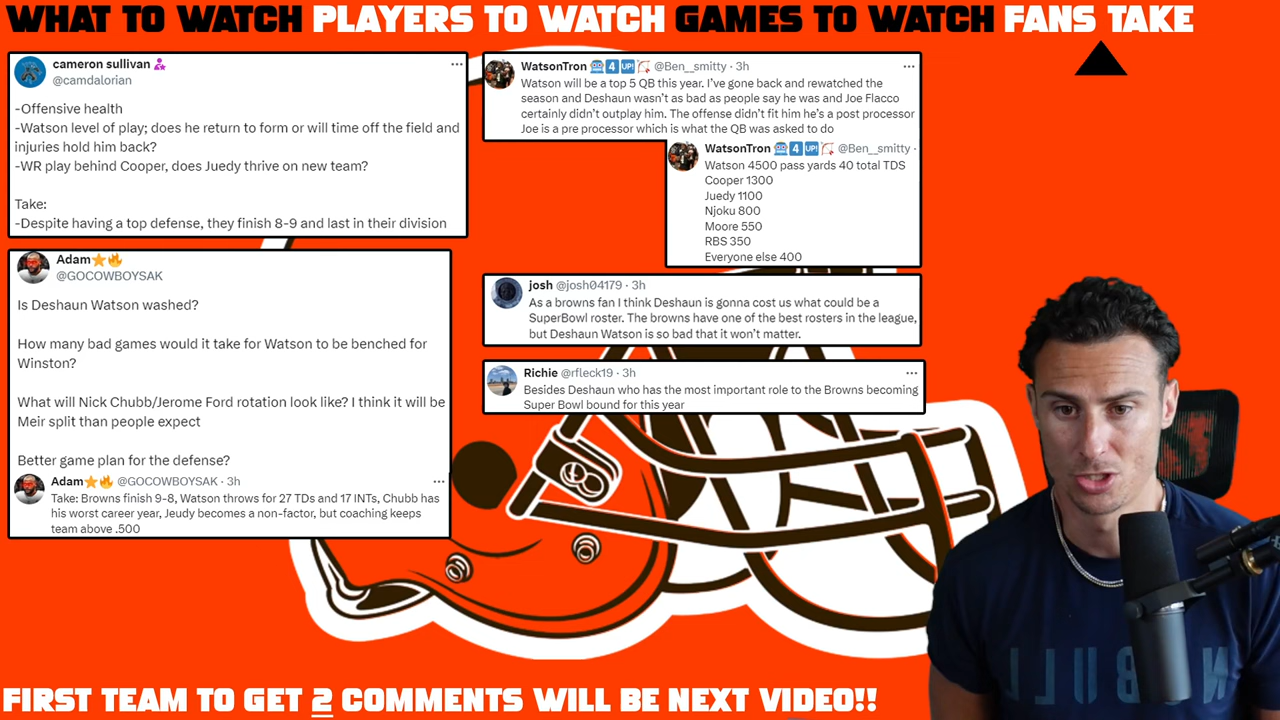 WHAT TO WATCH PLAYERS TO WATCH GAMES TO WATCH FANS TAKE
cameron sullivan
@camdalorian
-Offensive health
-Watson level of play; does he return to form or will time off the field and
injuries hold him back?
-WR play behind Cooper, does Juedy thrive on new team?
Take:
-Despite having a top defense, they finish 8-9 and last in their division
Adam⭐🔥
@GOCOWBOYSAK
Is Deshaun Watson washed?
How many bad games would it take for Watson to be benched for
Winston?
What will Nick Chubb/Jerome Ford rotation look like? I think it will be
Meir split than people expect
Better game plan for the defense?
Adam⭐🔥 @GOCOWBOYSAK · 3h
Take: Browns finish 9-8, Watson throws for 27 TDs and 17 INTs, Chubb has
his worst career year, Jeudy becomes a non-factor, but coaching keeps
team above .500
WatsonTron 4 UP! @Ben__smitty · 3h
Watson will be a top 5 QB this year. I've gone back and rewatched the
season and Deshaun wasn't as bad as people say he was and Joe Flacco
certainly didn't outplay him. The offense didn't fit him he's a post processor
Joe is a pre processor which is what the QB was asked to do
WatsonTron 4 UP! @Ben__smitty ·
Watson 4500 pass yards 40 total TDS
Cooper 1300
Juedy 1100
Njoku 800
Moore 550
RBS 350
Everyone else 400
josh @josh04179 · 3h
As a browns fan I think Deshaun is gonna cost us what could be a
SuperBowl roster. The browns have one of the best rosters in the league,
but Deshaun Watson is so bad that it won't matter.
Richie @rfleck19 · 3h
Besides Deshaun who has the most important role to the Browns becoming
Super Bowl bound for this year
NOBULL
FIRST TEAM TO GET 2 COMMENTS WILL BE NEXT VIDEO!!